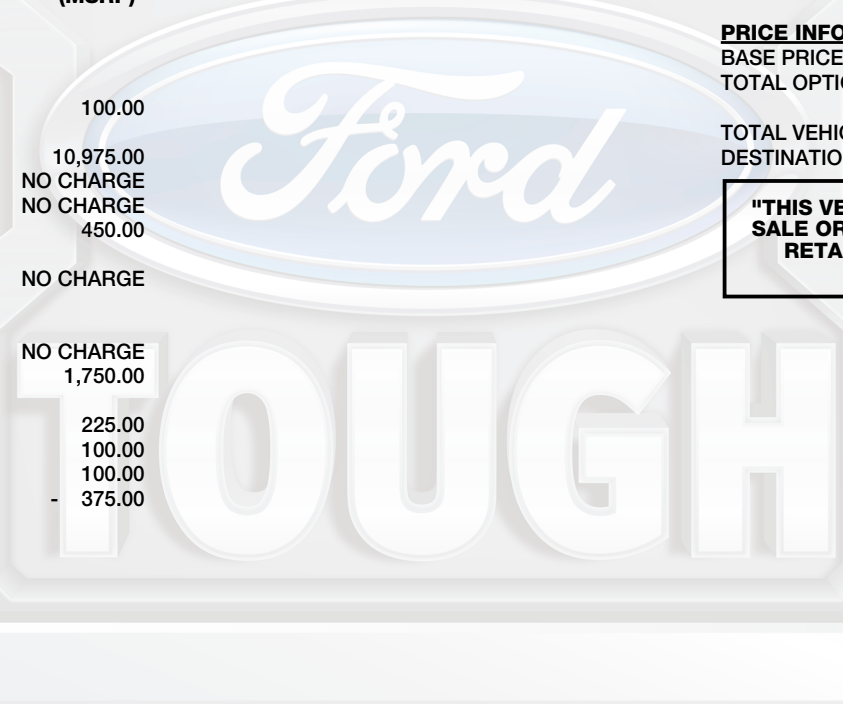 (MSRP)
100.00
10,975.00
NO CHARGE
NO CHARGE
450.00
NO CHARGE
NO CHARGE
1,750.00
225.00
100.00
100.00
- 375.00
Ford
TOUGH
PRICE INFO
BASE PRICE
TOTAL OPTIO
TOTAL VEHIC
DESTINATIO
"THIS VE
SALE OR
RETA